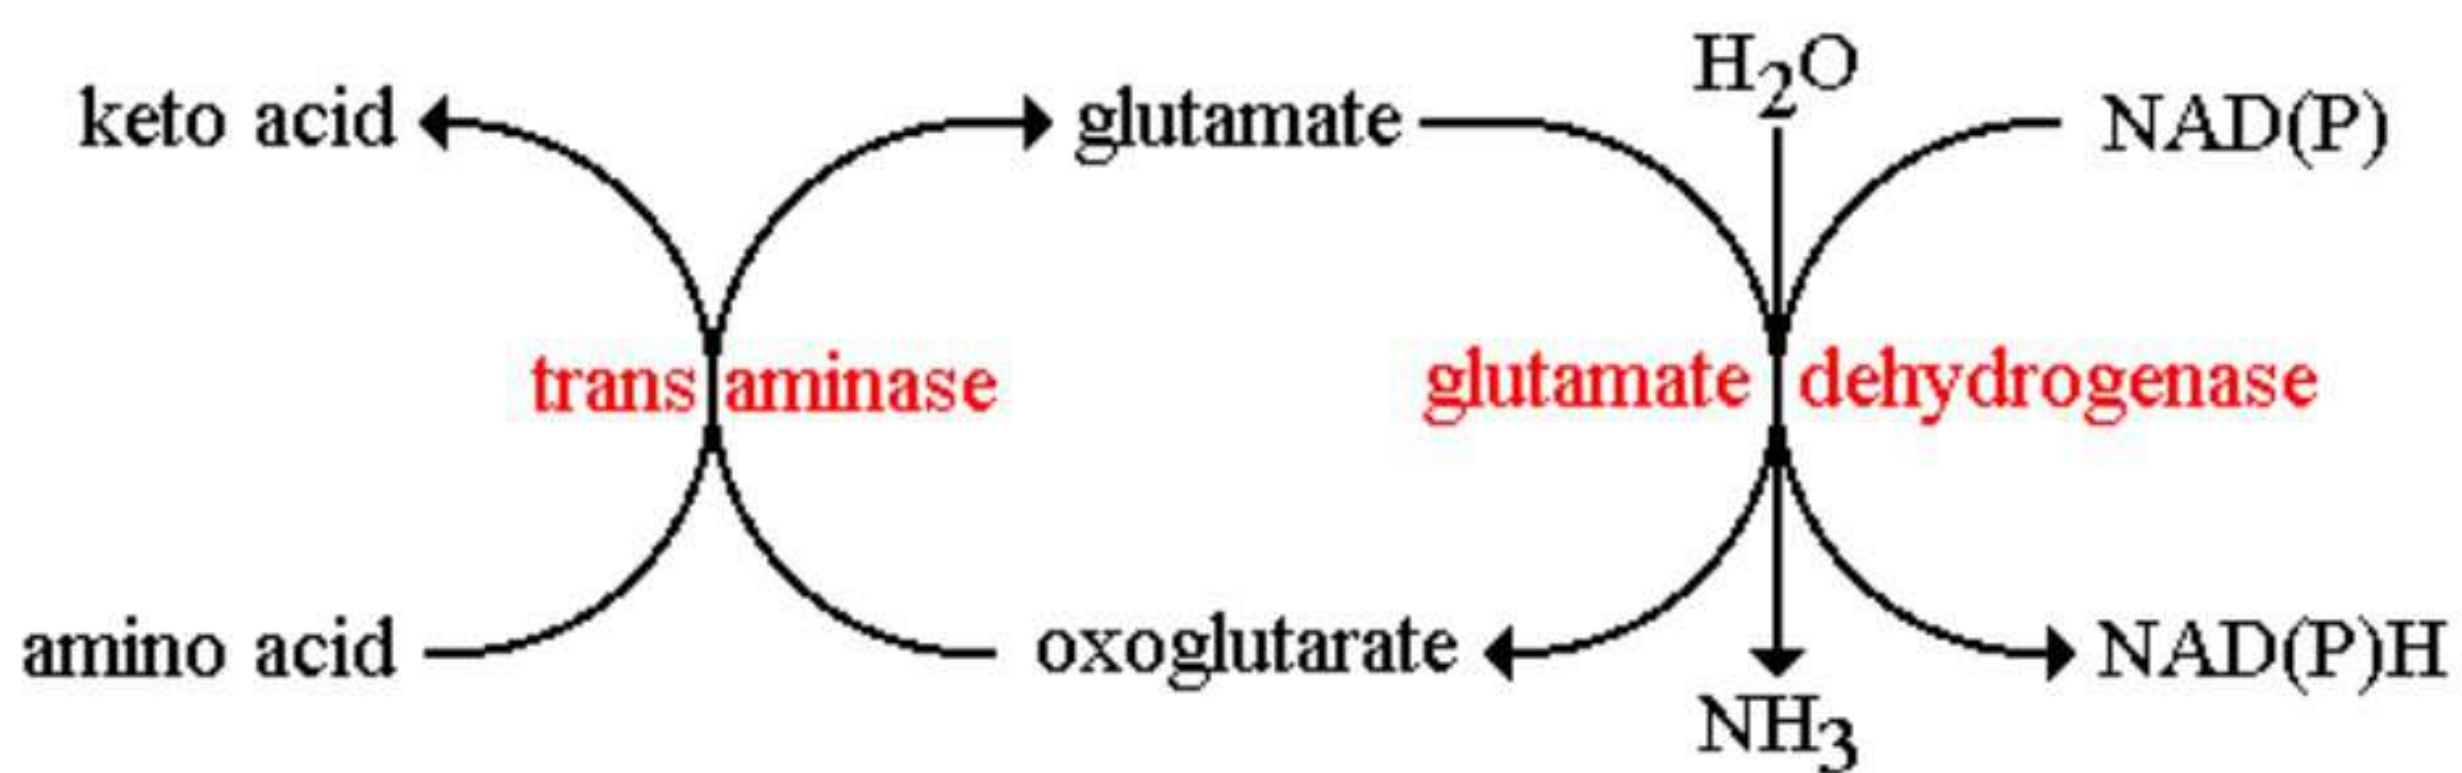 H₂O
keto acid glutamate NAD(P)
trans aminase glutamate dehydrogenase
amino acid oxoglutarate NAD(P)H
NH₃